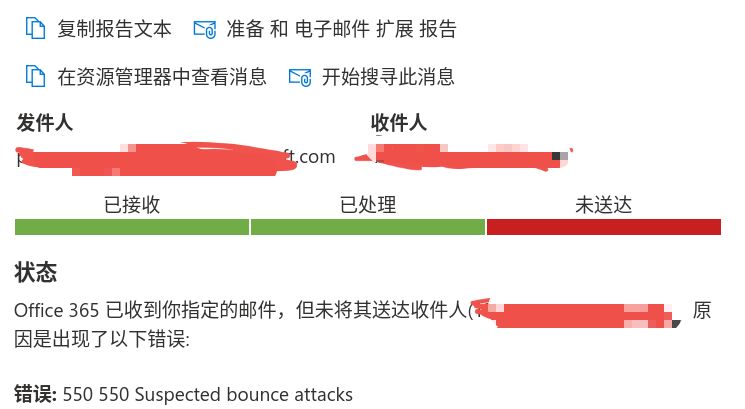 复制报告文本 准备 和 电子邮件 扩展 报告
在资源管理器中查看消息 开始搜寻此消息
发件人 收件人
ft.com
已接收 已处理 未送达
状态
Office 365 已收到你指定的邮件，但未将其送达收件人( 原
因是出现了以下错误:
错误: 550 550 Suspected bounce attacks